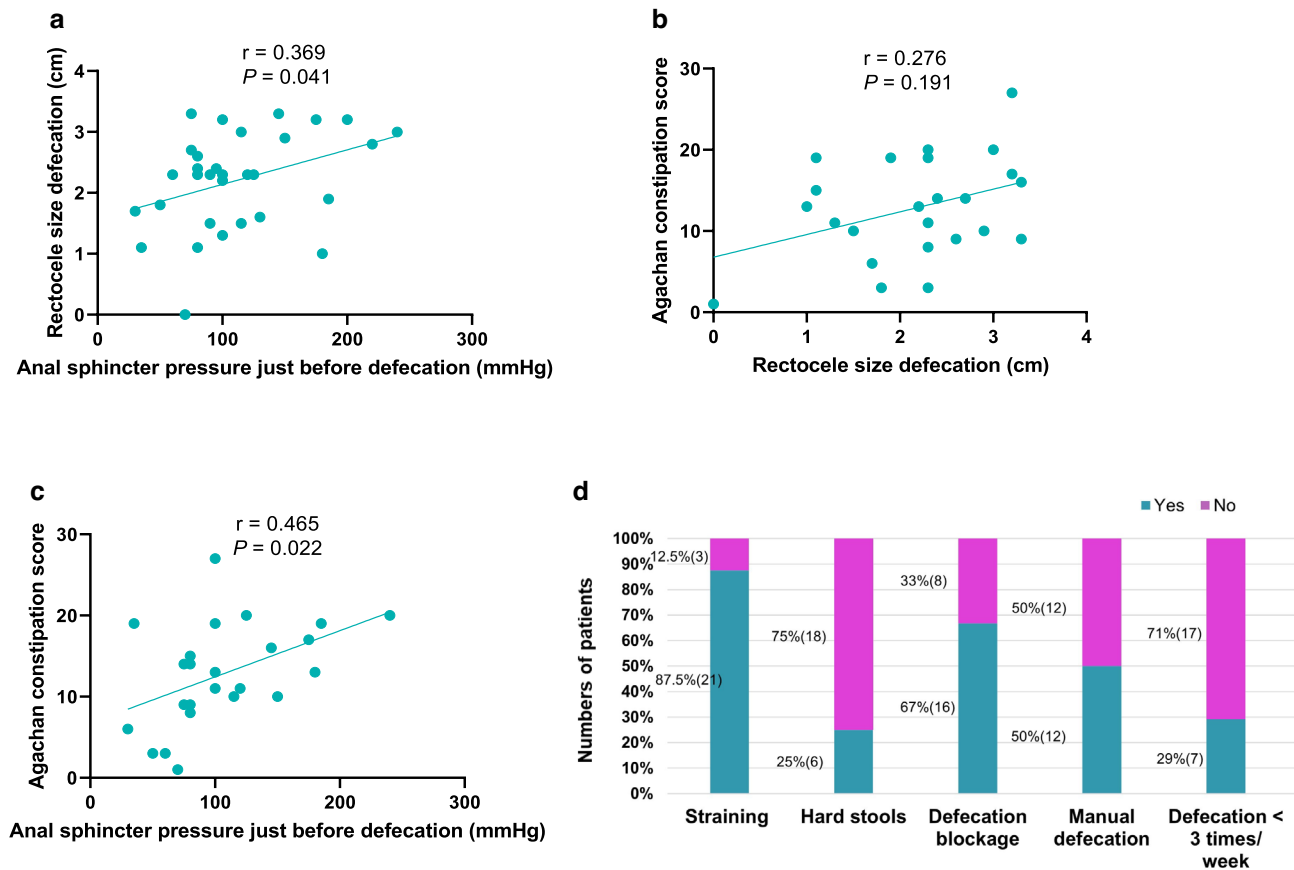 a
r = 0.369
P = 0.041
Rectocele size defecation (cm)
4
3
2
1
0
0 100 200 300
Anal sphincter pressure just before defecation (mmHg)
b
r = 0.276
P = 0.191
Agachan constipation score
30
20
10
0
0 1 2 3 4
Rectocele size defecation (cm)
c
r = 0.465
P = 0.022
Agachan constipation score
30
20
10
0
0 100 200 300
Anal sphincter pressure just before defecation (mmHg)
d
Yes No
Numbers of patients
100%
90%
80%
70%
60%
50%
40%
30%
20%
10%
0%
12.5%(3)
87.5%(21)
75%(18)
25%(6)
33%(8)
67%(16)
50%(12)
50%(12)
71%(17)
29%(7)
Straining
Hard stools
Defecation
blockage
Manual
defecation
Defecation <
3 times/
week